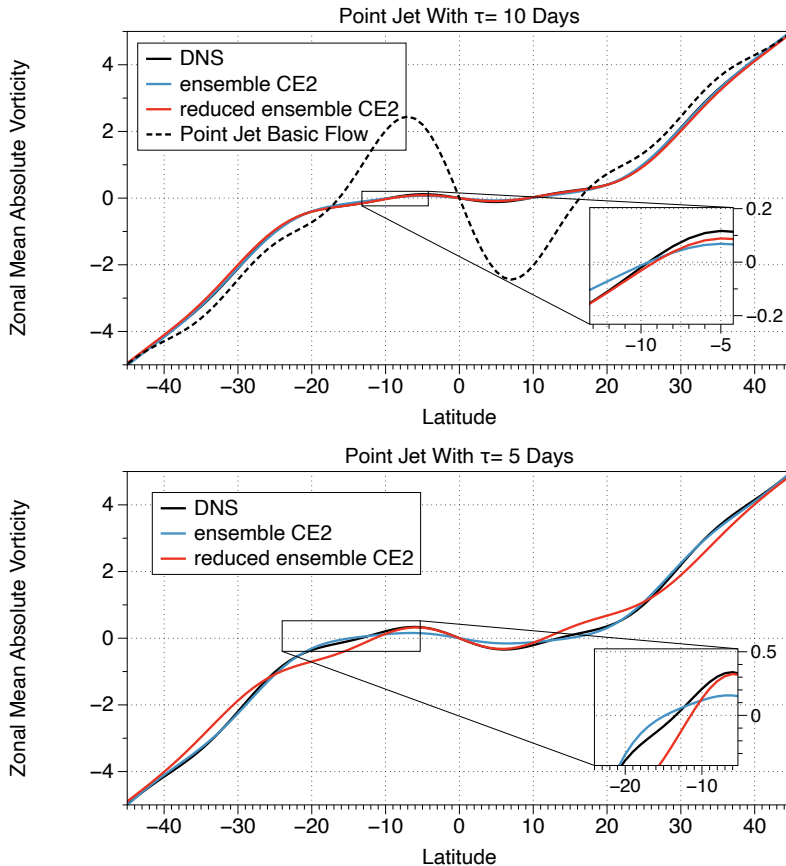 Point Jet With τ= 10 Days
Zonal Mean Absolute Vorticity
4
2
0
−2
−4
DNS
ensemble CE2
reduced ensemble CE2
Point Jet Basic Flow
0.2
0
−0.2
−10 −5
−40 −30 −20 −10 0 10 20 30 40
Latitude
Point Jet With τ= 5 Days
Zonal Mean Absolute Vorticity
4
2
0
−2
−4
DNS
ensemble CE2
reduced ensemble CE2
0.5
0
−20 −10
−40 −30 −20 −10 0 10 20 30 40
Latitude